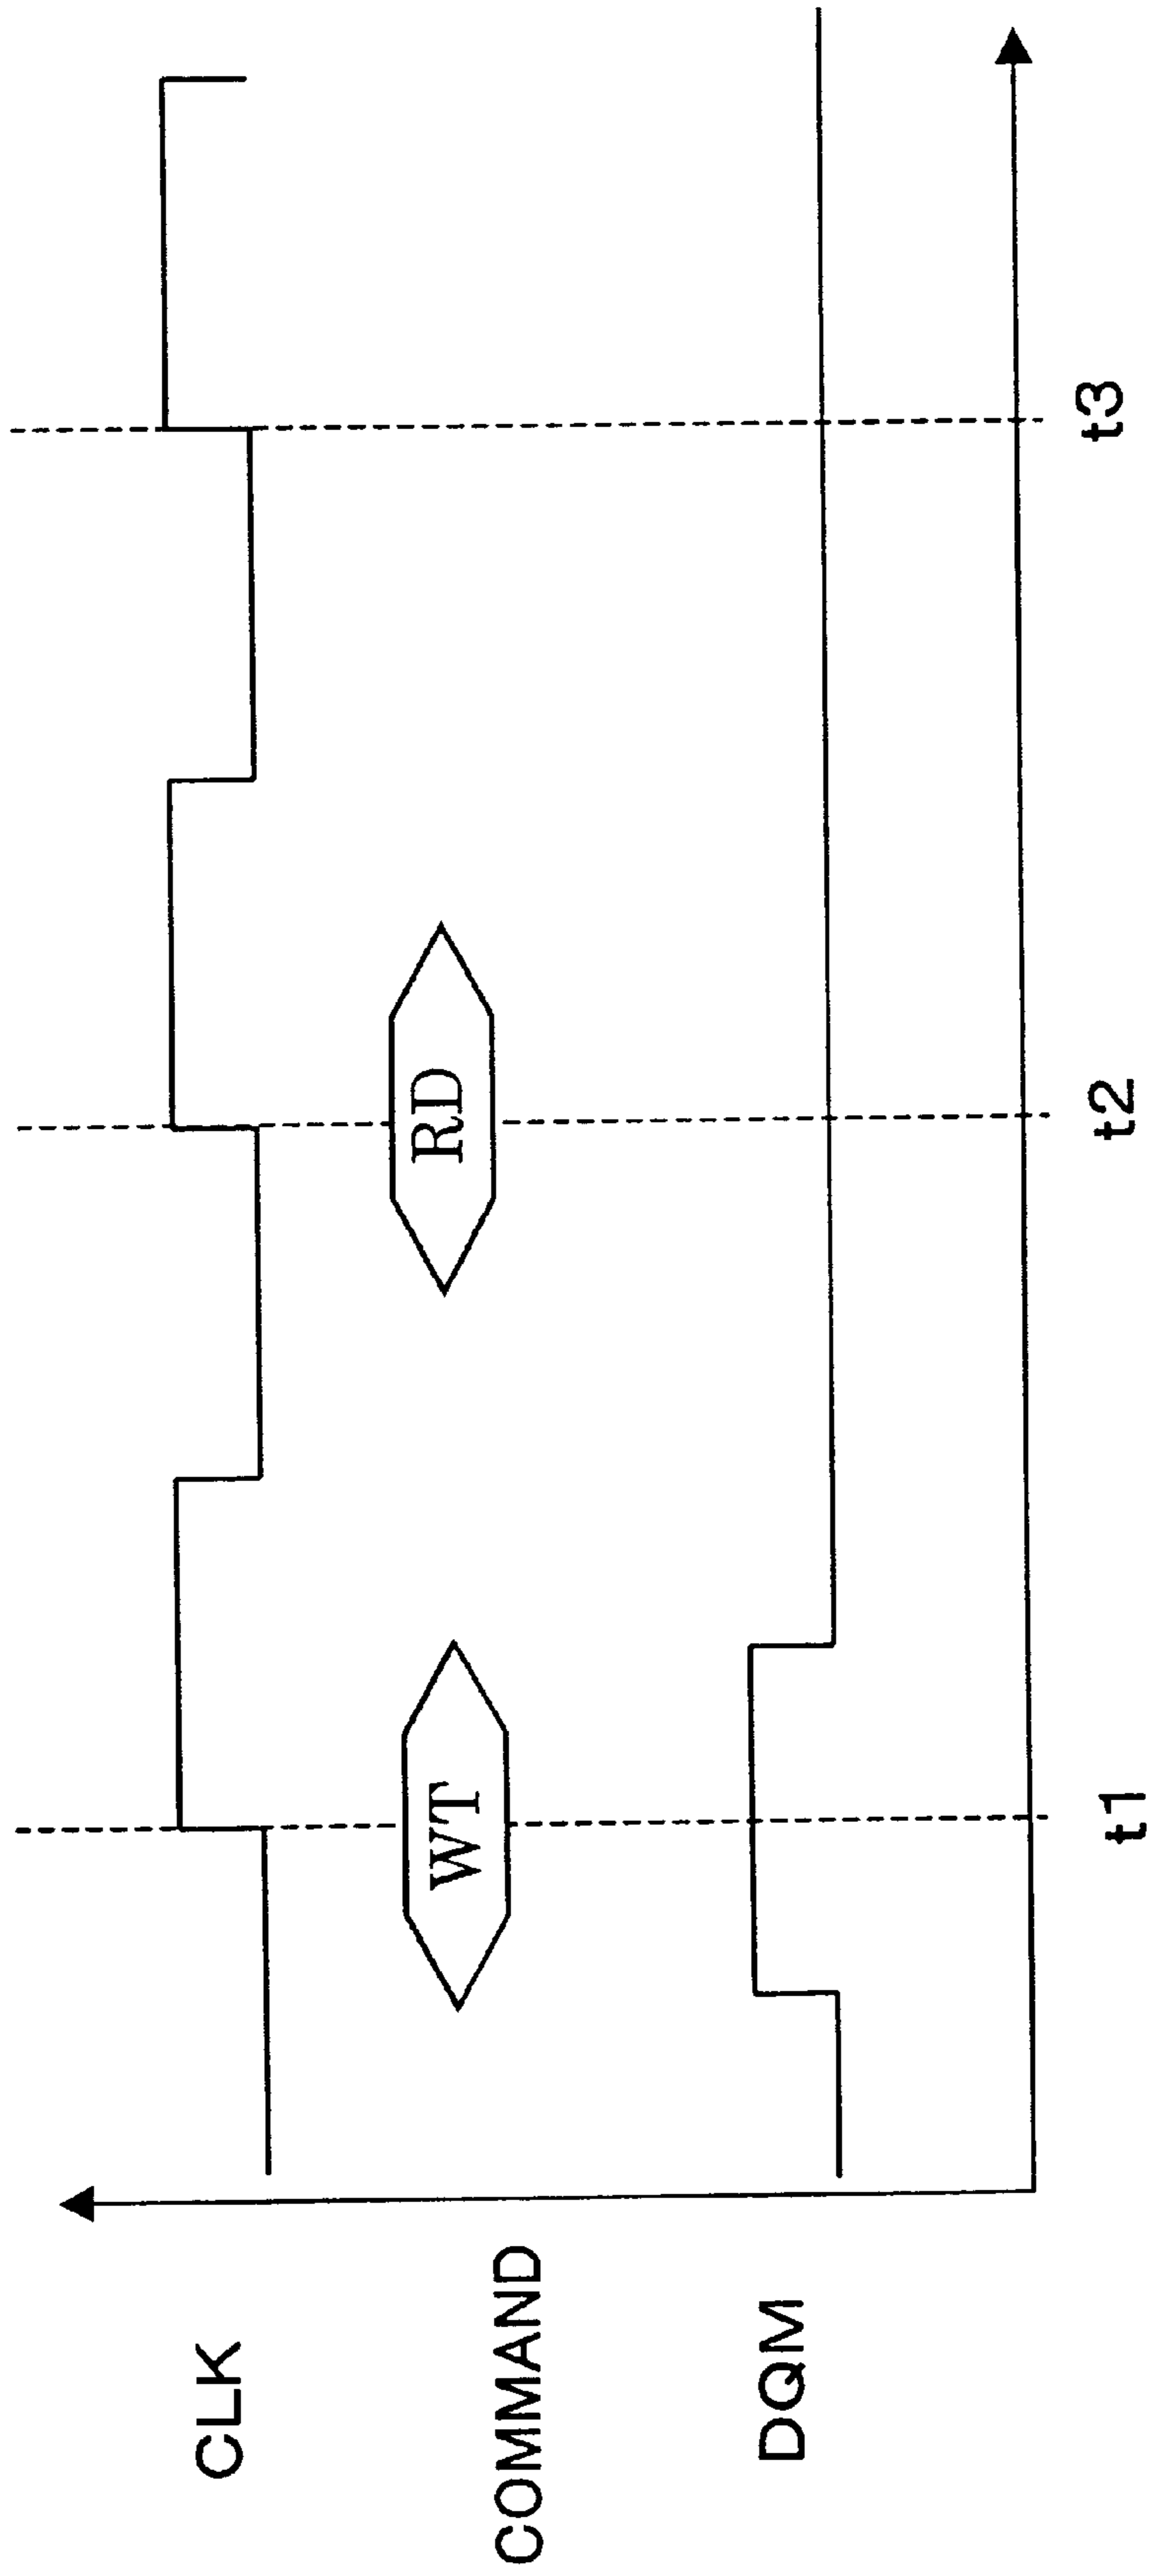 CLK
COMMAND
WT
RD
DQM
t1
t2
t3